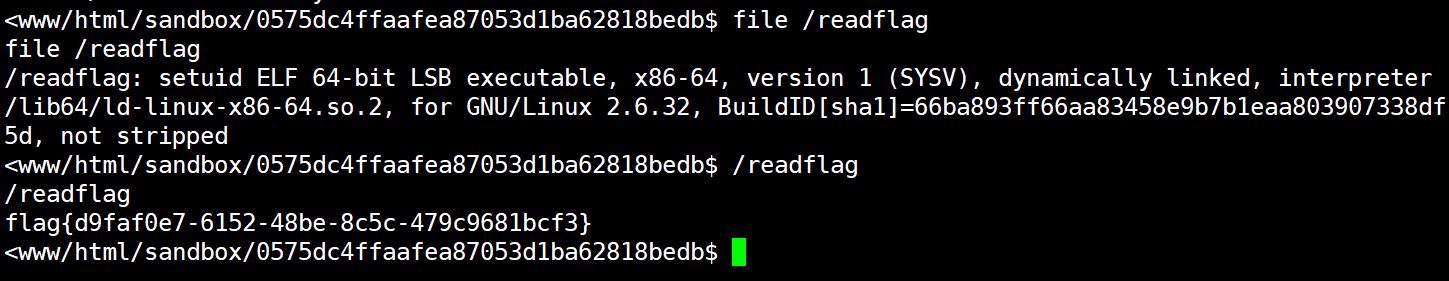 <www/html/sandbox/0575dc4ffaafea87053d1ba62818bedb$ file /readflag
file /readflag
/readflag: setuid ELF 64-bit LSB executable, x86-64, version 1 (SYSV), dynamically linked, interpreter
/lib64/ld-linux-x86-64.so.2, for GNU/Linux 2.6.32, BuildID[sha1]=66ba893ff66aa83458e9b7b1eaa803907338df
5d, not stripped
<www/html/sandbox/0575dc4ffaafea87053d1ba62818bedb$ /readflag
/readflag
flag{d9faf0e7-6152-48be-8c5c-479c9681bcf3}
<www/html/sandbox/0575dc4ffaafea87053d1ba62818bedb$